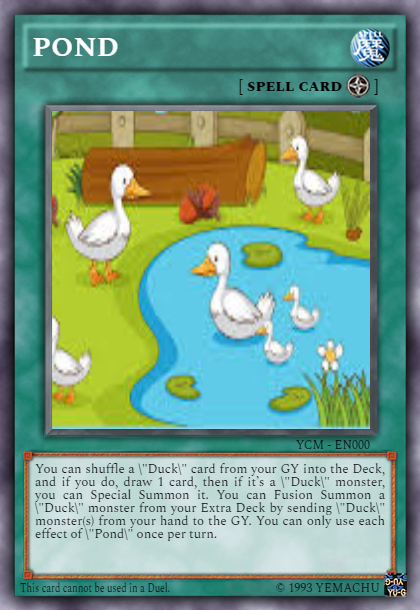 POND
魔
[ SPELL CARD ]
YCM - EN000
You can shuffle a \"Duck\" card from your GY into the Deck,
and if you do, draw 1 card, then if it's a \"Duck\" monster,
you can Special Summon it. You can Fusion Summon a
\"Duck\" monster from your Extra Deck by sending \"Duck\"
monster(s) from your hand to the GY. You can only use each
effect of \"Pond\" once per turn.
This card cannot be used in a Duel.
© 1993 YEMACHU